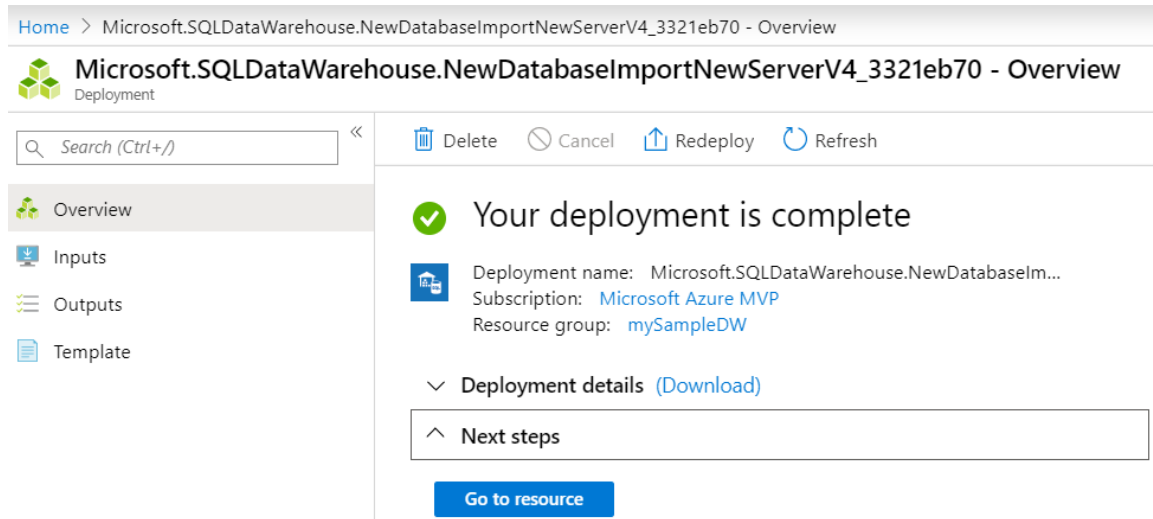 Home > Microsoft.SQLDataWarehouse.NewDatabaseImportNewServerV4_3321eb70 - Overview
Microsoft.SQLDataWarehouse.NewDatabaseImportNewServerV4_3321eb70 - Overview
Deployment
Search (Ctrl+/)
«
Delete Cancel Redeploy Refresh
Overview
Inputs
Outputs
Template
Your deployment is complete
Deployment name: Microsoft.SQLDataWarehouse.NewDatabaseIm...
Subscription: Microsoft Azure MVP
Resource group: mySampleDW
Deployment details (Download)
Next steps
Go to resource